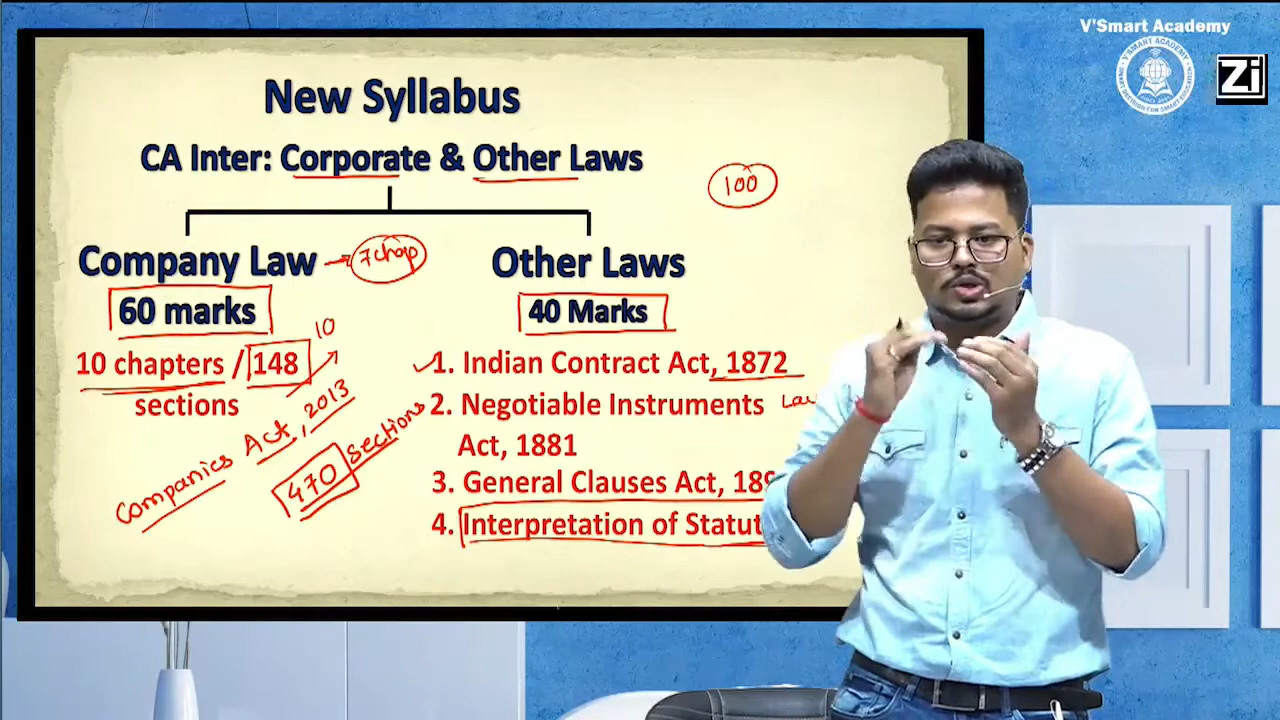 V'Smart Academy
Zi
New Syllabus
CA Inter: Corporate & Other Laws
100
Company Law → 7 chap
60 marks
10
10 chapters / 148
sections
Companies Act, 2013
470 sections
Other Laws
40 Marks
1. Indian Contract Act, 1872
2. Negotiable Instruments
Act, 1881
3. General Clauses Act, 189
4. Interpretation of Statut